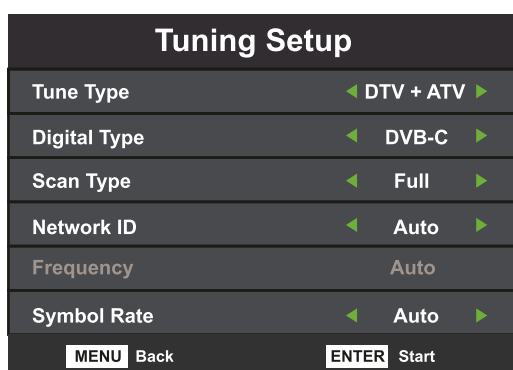 Tuning Setup
Tune Type DTV + ATV
Digital Type DVB-C
Scan Type Full
Network ID Auto
Frequency Auto
Symbol Rate Auto
MENU Back ENTER Start